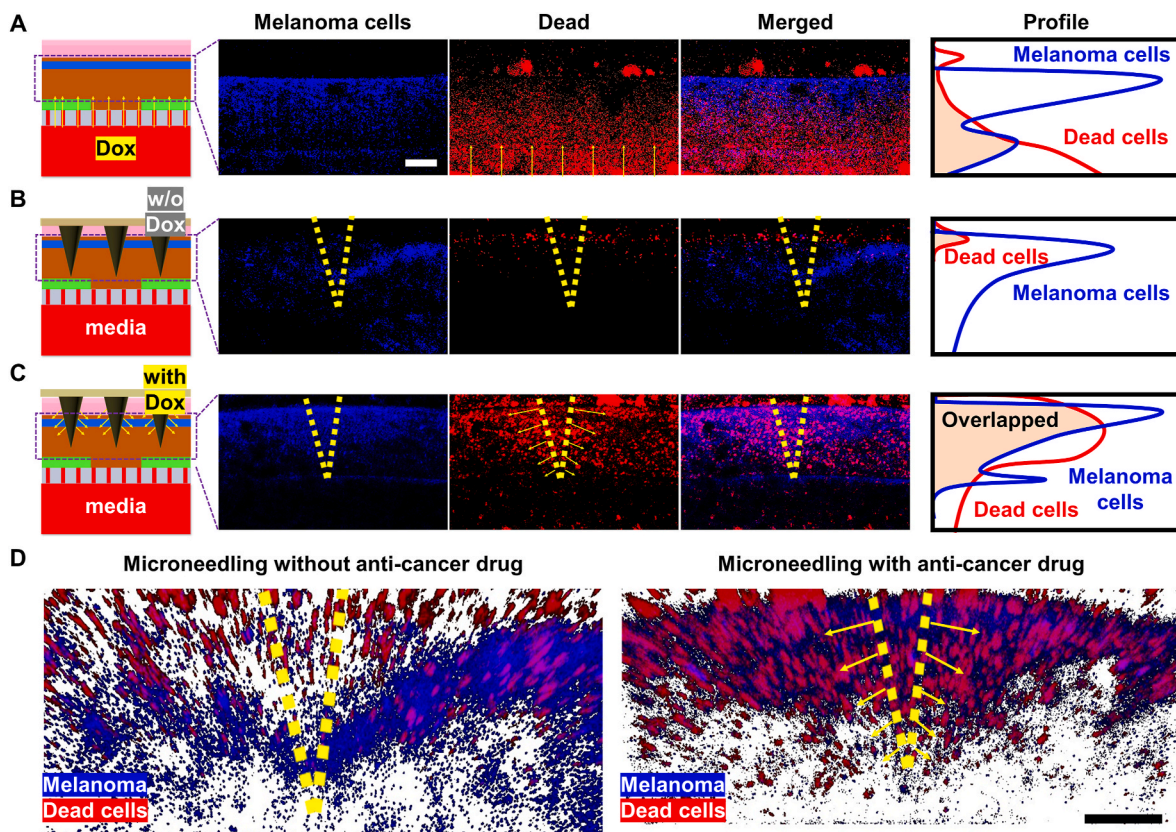 A
Melanoma cells
Dead
Merged
Profile
Dox
Melanoma cells
Dead cells
B
w/o
Dox
media
Dead cells
Melanoma cells
C
with
Dox
media
Overlapped
Melanoma
cells
Dead cells
D
Microneedling without anti-cancer drug
Microneedling with anti-cancer drug
Melanoma
Dead cells
Melanoma
Dead cells